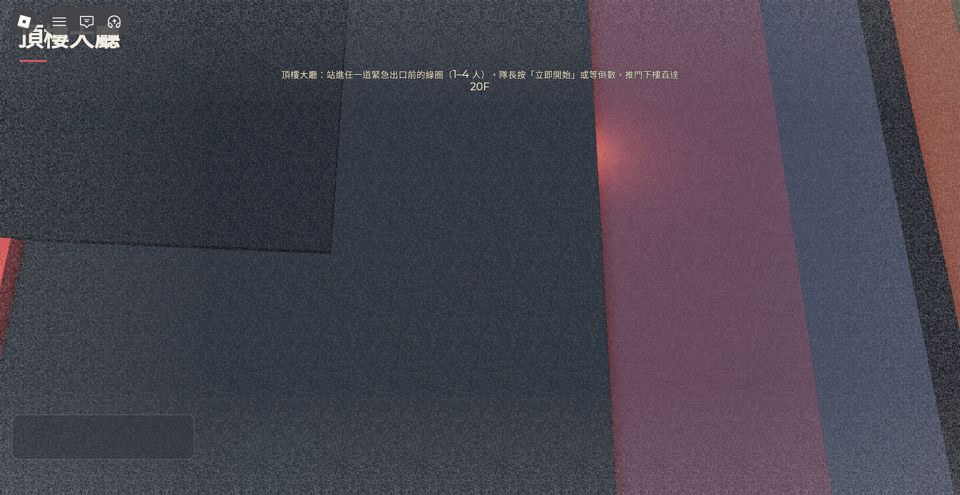 頂樓大廳
頂樓大廳：站進任一道緊急出口前的綠圈（1–4 人），隊長按「立即開始」或等倒數，推門下樓直達
20F